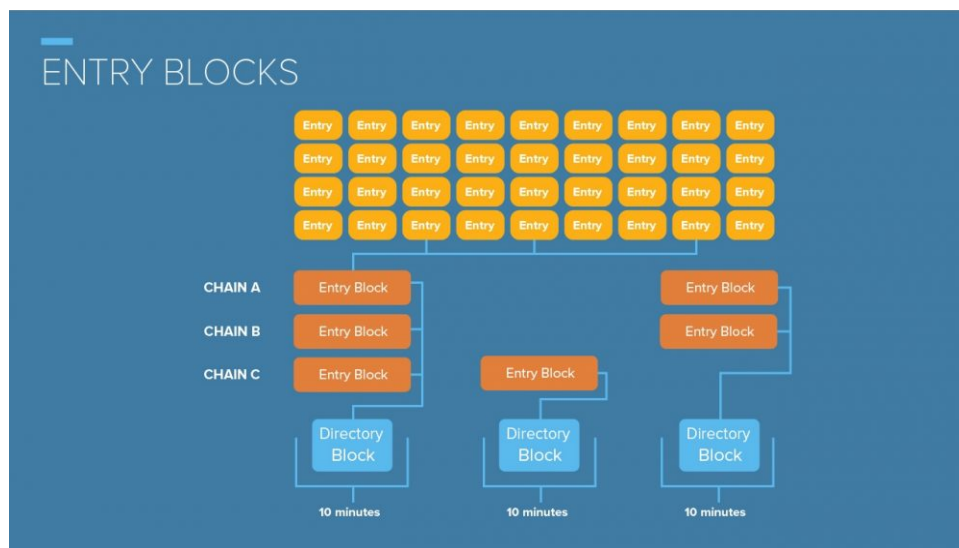 ENTRY BLOCKS
Entry Entry Entry Entry Entry Entry Entry Entry Entry
Entry Entry Entry Entry Entry Entry Entry Entry Entry
Entry Entry Entry Entry Entry Entry Entry Entry Entry
Entry Entry Entry Entry Entry Entry Entry Entry Entry
CHAIN A Entry Block Entry Block
CHAIN B Entry Block Entry Block
CHAIN C Entry Block Entry Block
Directory Directory Directory
Block Block Block
10 minutes 10 minutes 10 minutes